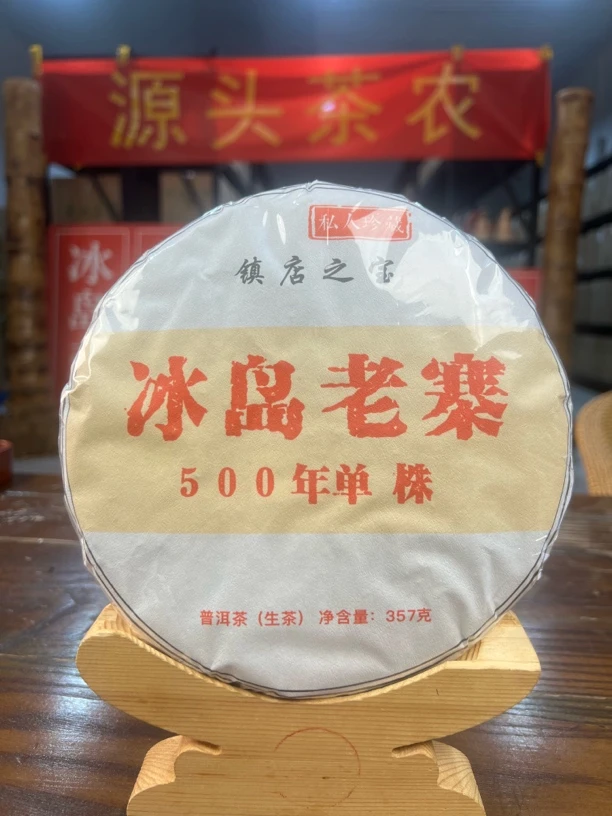 源头茶农
冰岛
私人珍藏
镇店之宝
冰岛老寨
500年单株
普洱茶（生茶） 净含量：357克